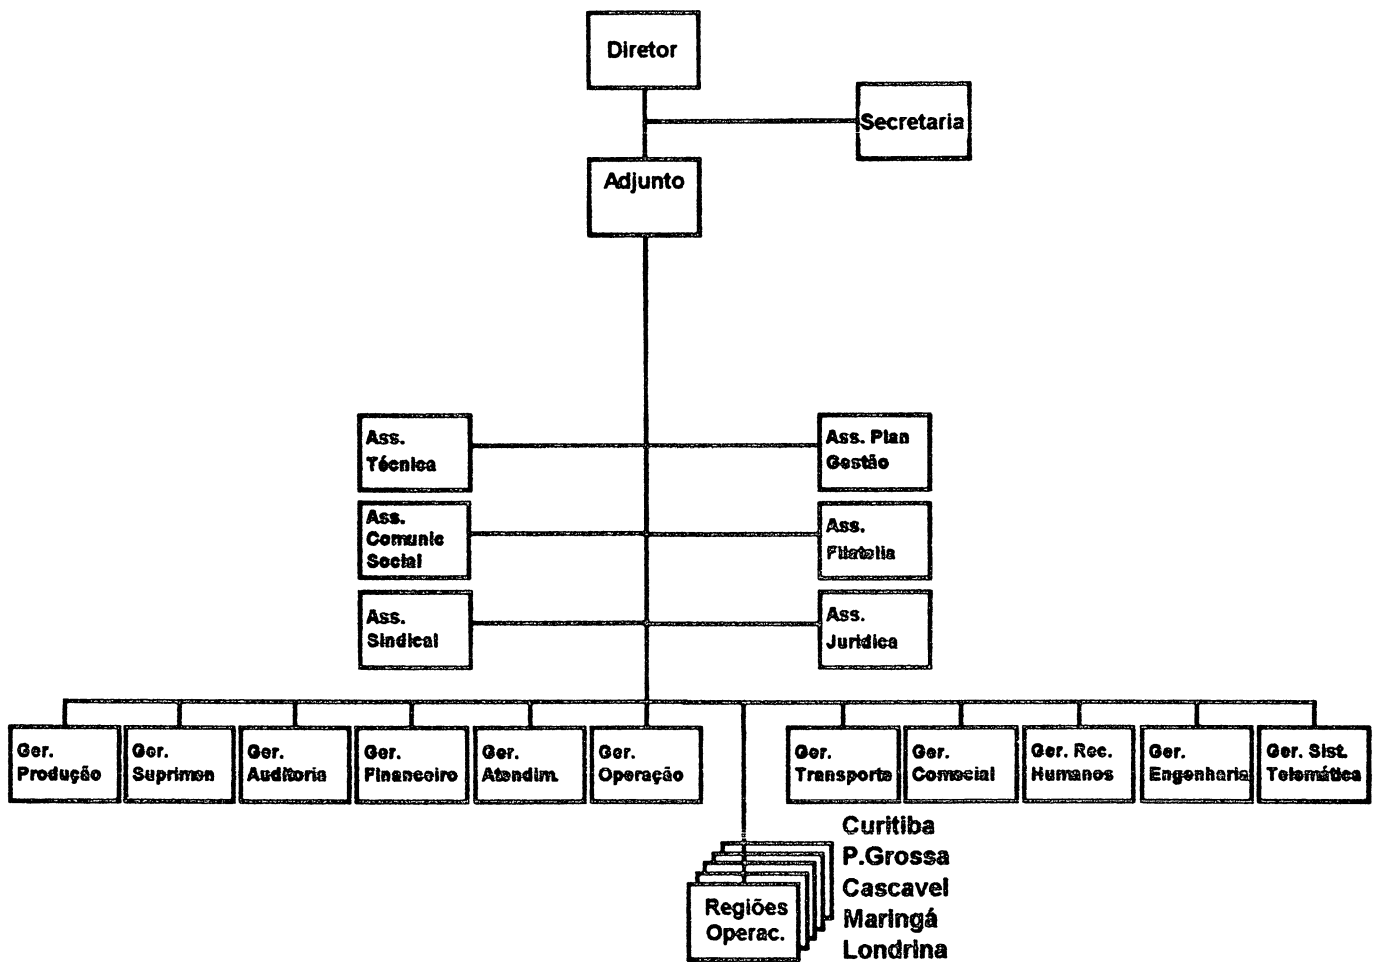 Diretor
Secretaria
Adjunto
Ass.
Técnica
Ass. Plan
Gestão
Ass.
Comunic
Social
Ass.
Filatelia
Ass.
Sindical
Ass.
Juridica
Ger.
Produção
Ger.
Suprimen
Ger.
Auditoria
Ger.
Financeiro
Ger.
Atendim.
Ger.
Operação
Ger.
Transporte
Ger.
Comecial
Ger. Rec.
Humanos
Ger.
Engenharia
Ger. Sist.
Telemática
Regiões
Operac.
Curitiba
P.Grossa
Cascavel
Maringá
Londrina